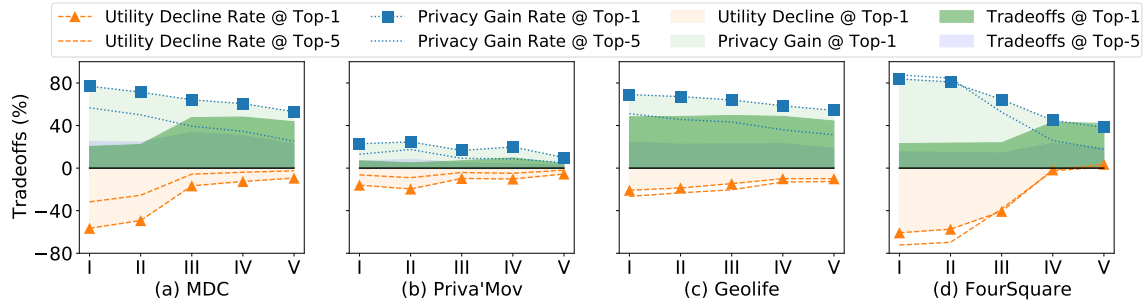 Utility Decline Rate @ Top-1 Privacy Gain Rate @ Top-1 Utility Decline @ Top-1 Tradeoffs @ Top-1
Utility Decline Rate @ Top-5 Privacy Gain Rate @ Top-5 Privacy Gain @ Top-1 Tradeoffs @ Top-5
Tradeoffs (%)
80
40
0
−40
−80
I II III IV V
I II III IV V
I II III IV V
I II III IV V
(a) MDC
(b) Priva'Mov
(c) Geolife
(d) FourSquare